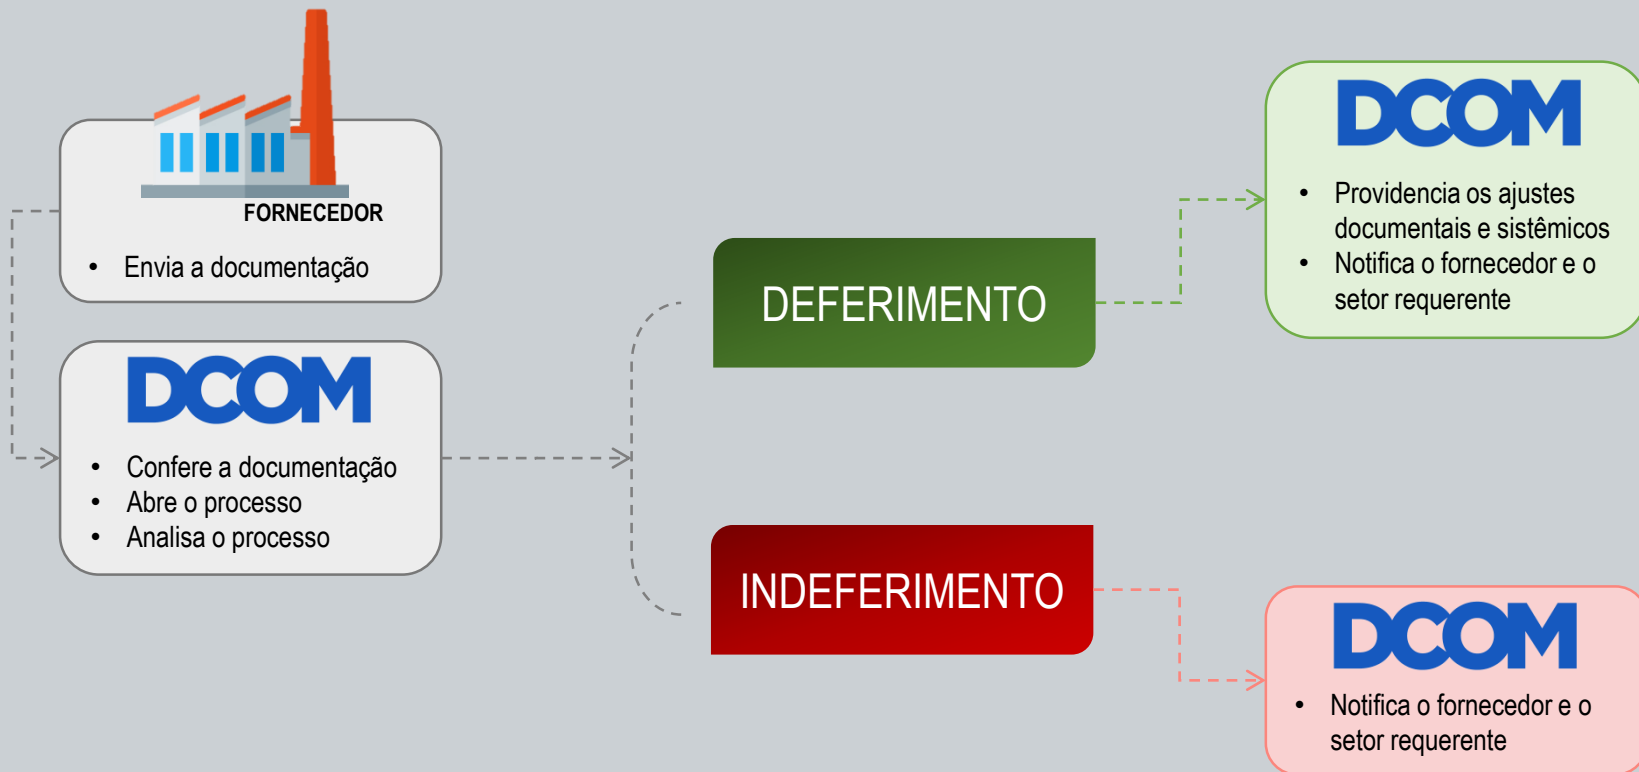 FORNECEDOR
• Envia a documentação
DCOM
• Confere a documentação
• Abre o processo
• Analisa o processo
DEFERIMENTO
INDEFERIMENTO
DCOM
• Providencia os ajustes
documentais e sistêmicos
• Notifica o fornecedor e o
setor requerente
DCOM
• Notifica o fornecedor e o
setor requerente